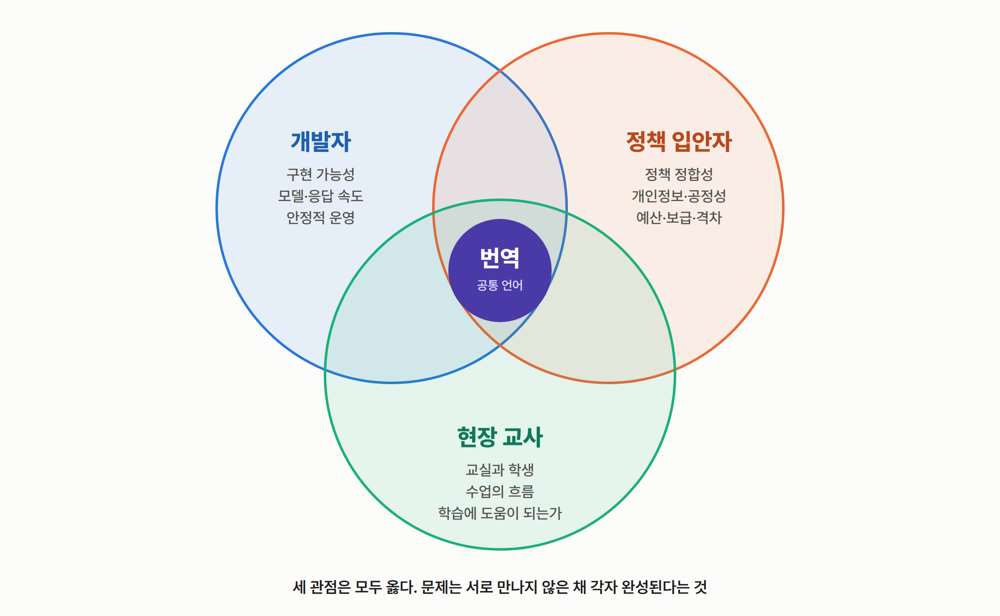 개발자
구현 가능성
모델·응답 속도
안정적 운영
정책 입안자
정책 정합성
개인정보·공정성
예산·보급·격차
번역
공통 언어
현장 교사
교실과 학생
수업의 흐름
학습에 도움이 되는가
세 관점은 모두 옳다. 문제는 서로 만나지 않은 채 각자 완성된다는 것